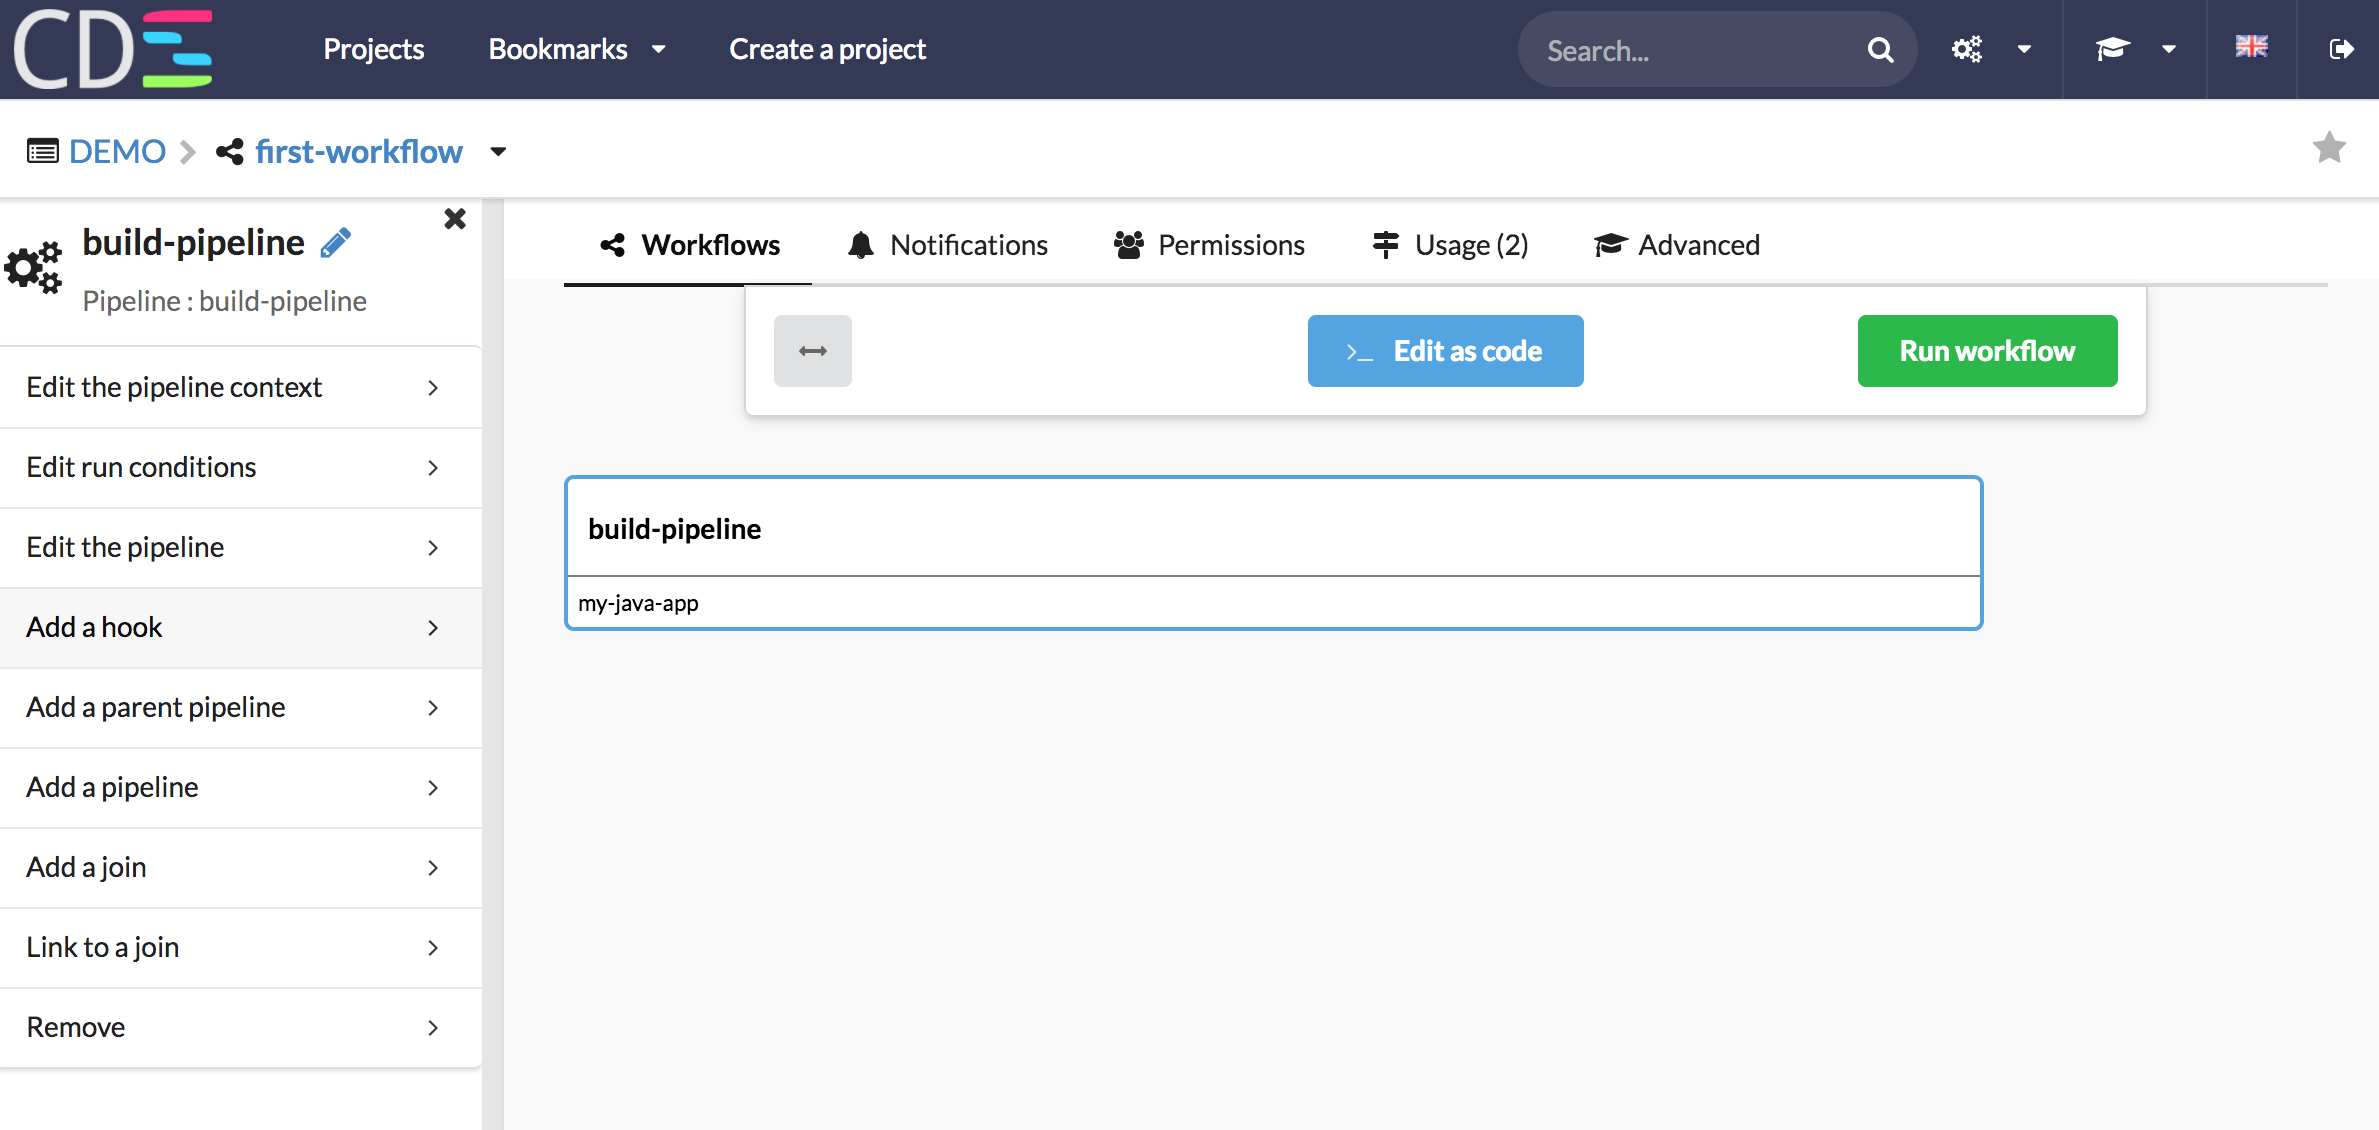 CDE Projects Bookmarks Create a project Search...
DEMO first-workflow
build-pipeline
Pipeline : build-pipeline
Edit the pipeline context
Edit run conditions
Edit the pipeline
Add a hook
Add a parent pipeline
Add a pipeline
Add a join
Link to a join
Remove
Workflows Notifications Permissions Usage (2) Advanced
>_ Edit as code Run workflow
build-pipeline
my-java-app